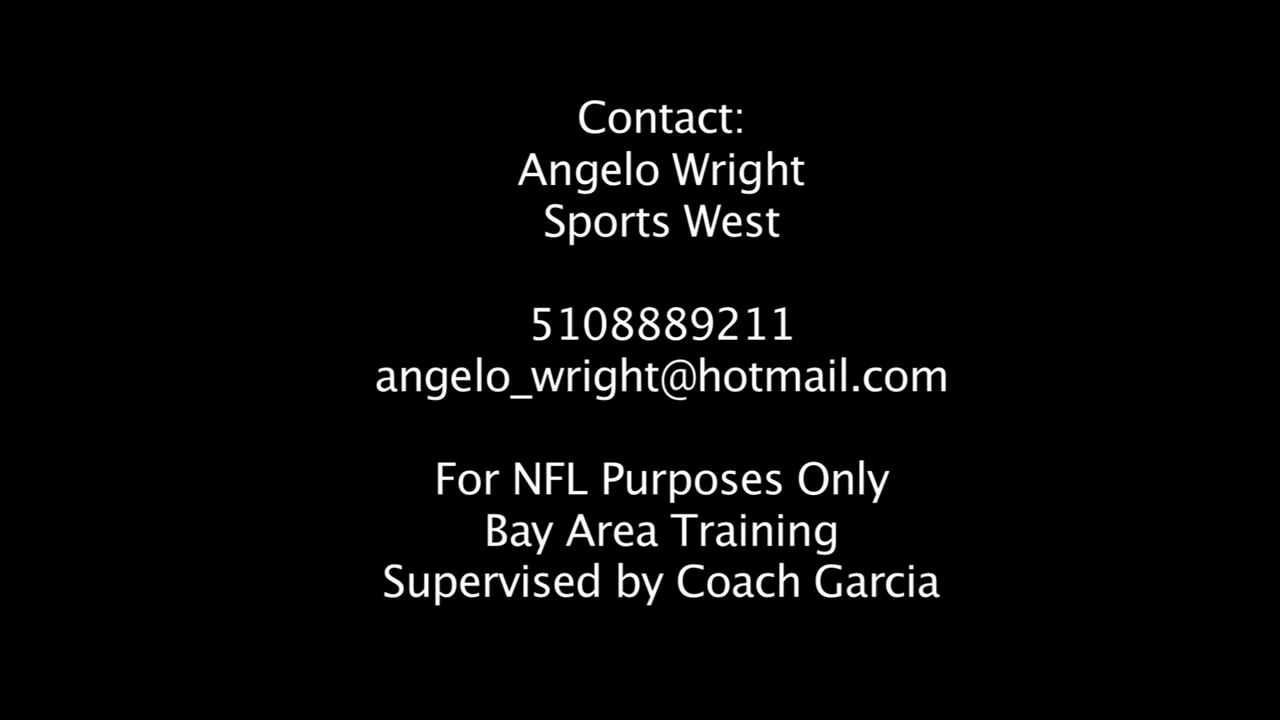 Contact:
Angelo Wright
Sports West
5108889211
angelo_wright@hotmail.com
For NFL Purposes Only
Bay Area Training
Supervised by Coach Garcia